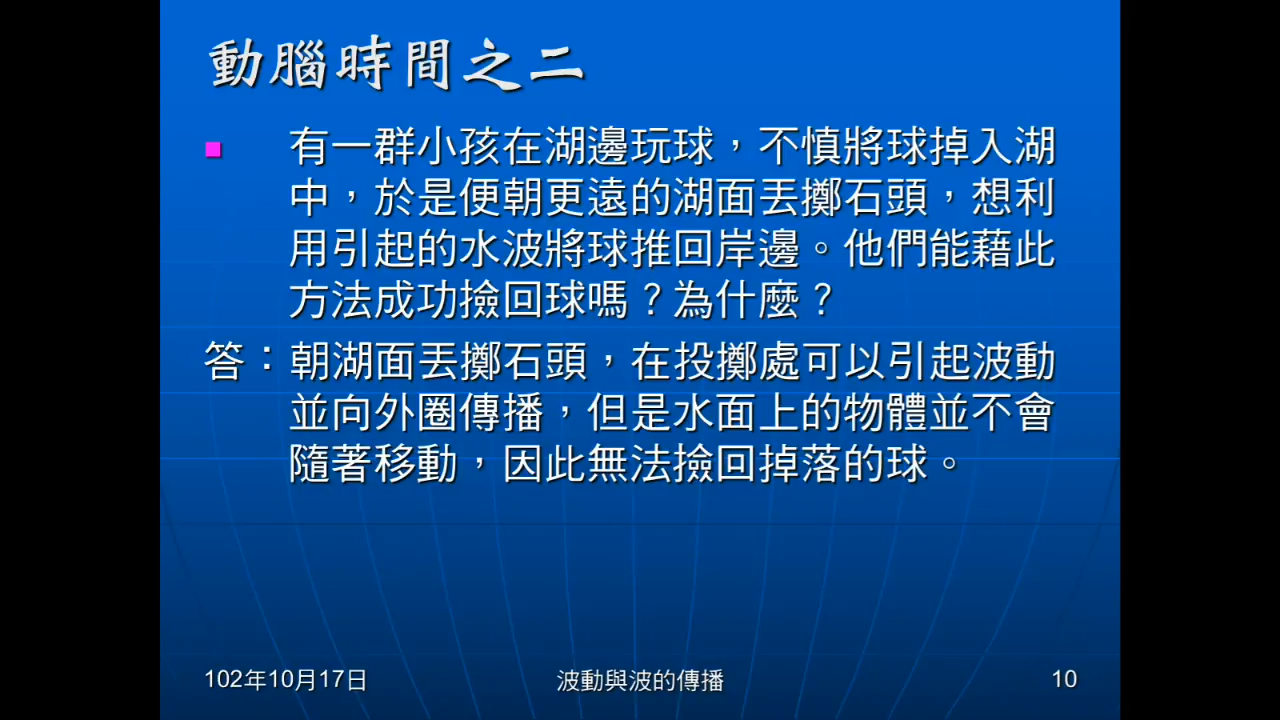 動腦時間之二
有一群小孩在湖邊玩球，不慎將球掉入湖
中，於是便朝更遠的湖面丟擲石頭，想利
用引起的水波將球推回岸邊。他們能藉此
方法成功撿回球嗎？為什麼？
答：朝湖面丟擲石頭，在投擲處可以引起波動
並向外圈傳播，但是水面上的物體並不會
隨著移動，因此無法撿回掉落的球。
102年10月17日
波動與波的傳播
10